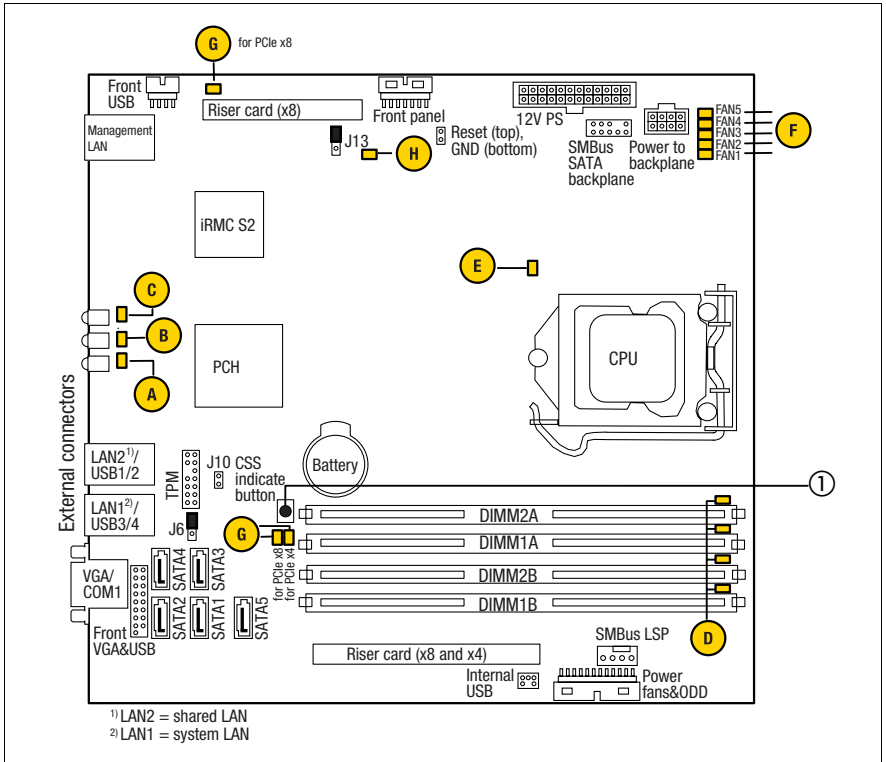 G
for PCIe x8
Front
USB
Riser card (x8)
Front panel
12V PS
Management
LAN
J13
H
Reset (top),
GND (bottom)
SMBus
SATA
backplane
Power to
backplane
FAN5
FAN4
FAN3
FAN2
FAN1
F
iRMC S2
E
C
B
A
PCH
CPU
External connectors
LAN2 1)/
USB1/2
LAN1 2)/
USB3/4
TPM
J10
CSS
indicate
button
Battery
1
J6
G
for PCIe x8
for PCIe x4
DIMM2A
DIMM1A
DIMM2B
DIMM1B
D
VGA/
COM1
SATA4
SATA3
SATA2
SATA1
SATA5
Front
VGA&USB
Riser card (x8 and x4)
SMBus LSP
Internal
USB
Power
fans&ODD
1) LAN2 = shared LAN
2) LAN1 = system LAN